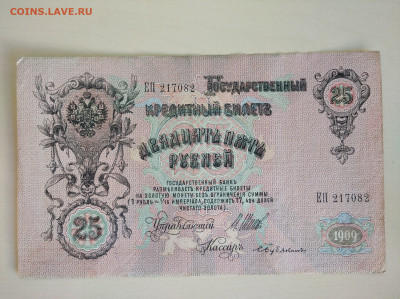 COINS.LAVE.RU
ЕП 217082
ГОСУДАРСТВЕННЫЙ
25
КРЕДИТНЫЙ БИЛЕТЪ
ДВАДЦАТЬ ПЯТЬ
РУБЛЕЙ
ГОСУДАРСТВЕННЫЙ БАНКЪ
РАЗМѢНИВАЕТЪ КРЕДИТНЫЕ БИЛЕТЫ
НА ЗОЛОТУЮ МОНЕТУ БЕЗЪ ОГРАНИЧЕНІЯ СУММЫ
(1 РУБЛЬ = 1/15 ИМПЕРІАЛА, СОДЕРЖИТЪ 17,424 ДОЛЕЙ
ЧИСТАГО ЗОЛОТА).
ЕП 217082
25
Управляющій
Кассиръ
1909